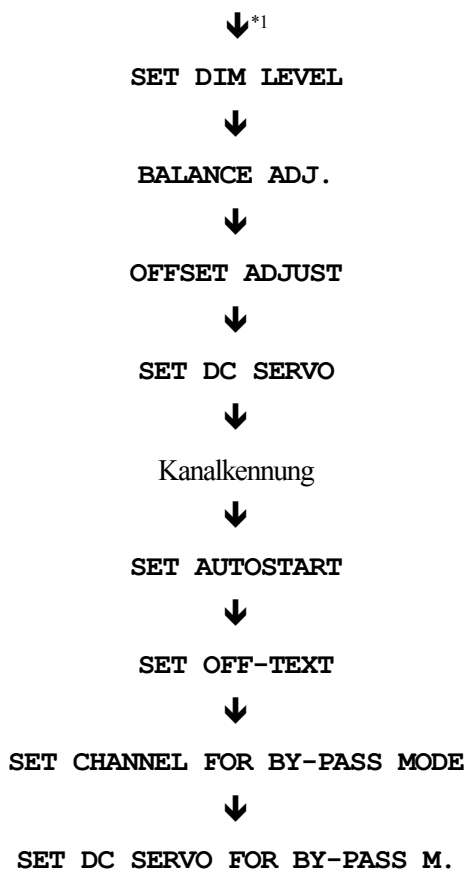 *1
SET DIM LEVEL
BALANCE ADJ.
OFFSET ADJUST
SET DC SERVO
Kanalkennung
SET AUTOSTART
SET OFF-TEXT
SET CHANNEL FOR BY-PASS MODE
SET DC SERVO FOR BY-PASS M.